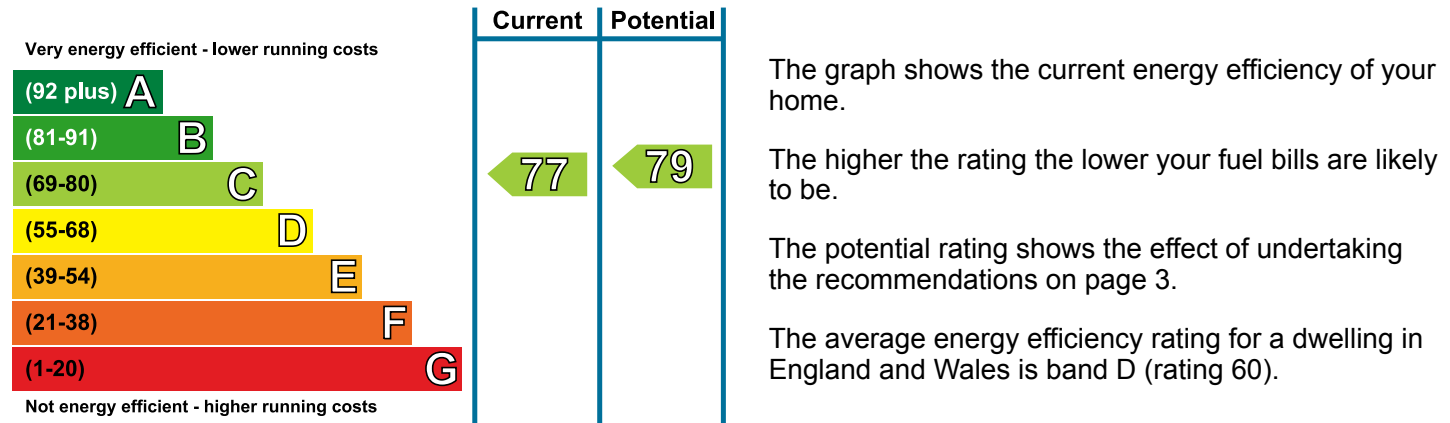 Current Potential
Very energy efficient - lower running costs
(92 plus) A
(81-91) B
(69-80) C
(55-68) D
(39-54) E
(21-38) F
(1-20) G
Not energy efficient - higher running costs
77 79
The graph shows the current energy efficiency of your
home.
The higher the rating the lower your fuel bills are likely
to be.
The potential rating shows the effect of undertaking
the recommendations on page 3.
The average energy efficiency rating for a dwelling in
England and Wales is band D (rating 60).